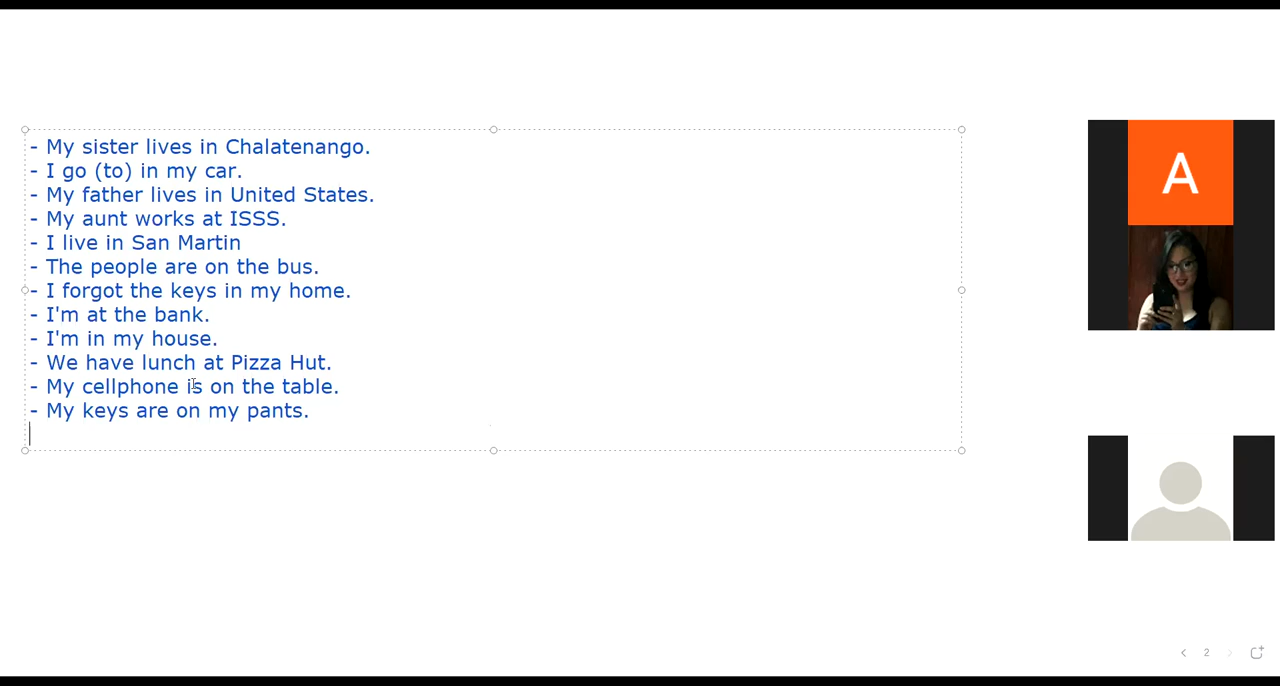 - My sister lives in Chalatenango.
- I go (to) in my car.
- My father lives in United States.
- My aunt works at ISSS.
- I live in San Martin
- The people are on the bus.
- I forgot the keys in my home.
- I'm at the bank.
- I'm in my house.
- We have lunch at Pizza Hut.
- My cellphone is on the table.
- My keys are on my pants.
A
2